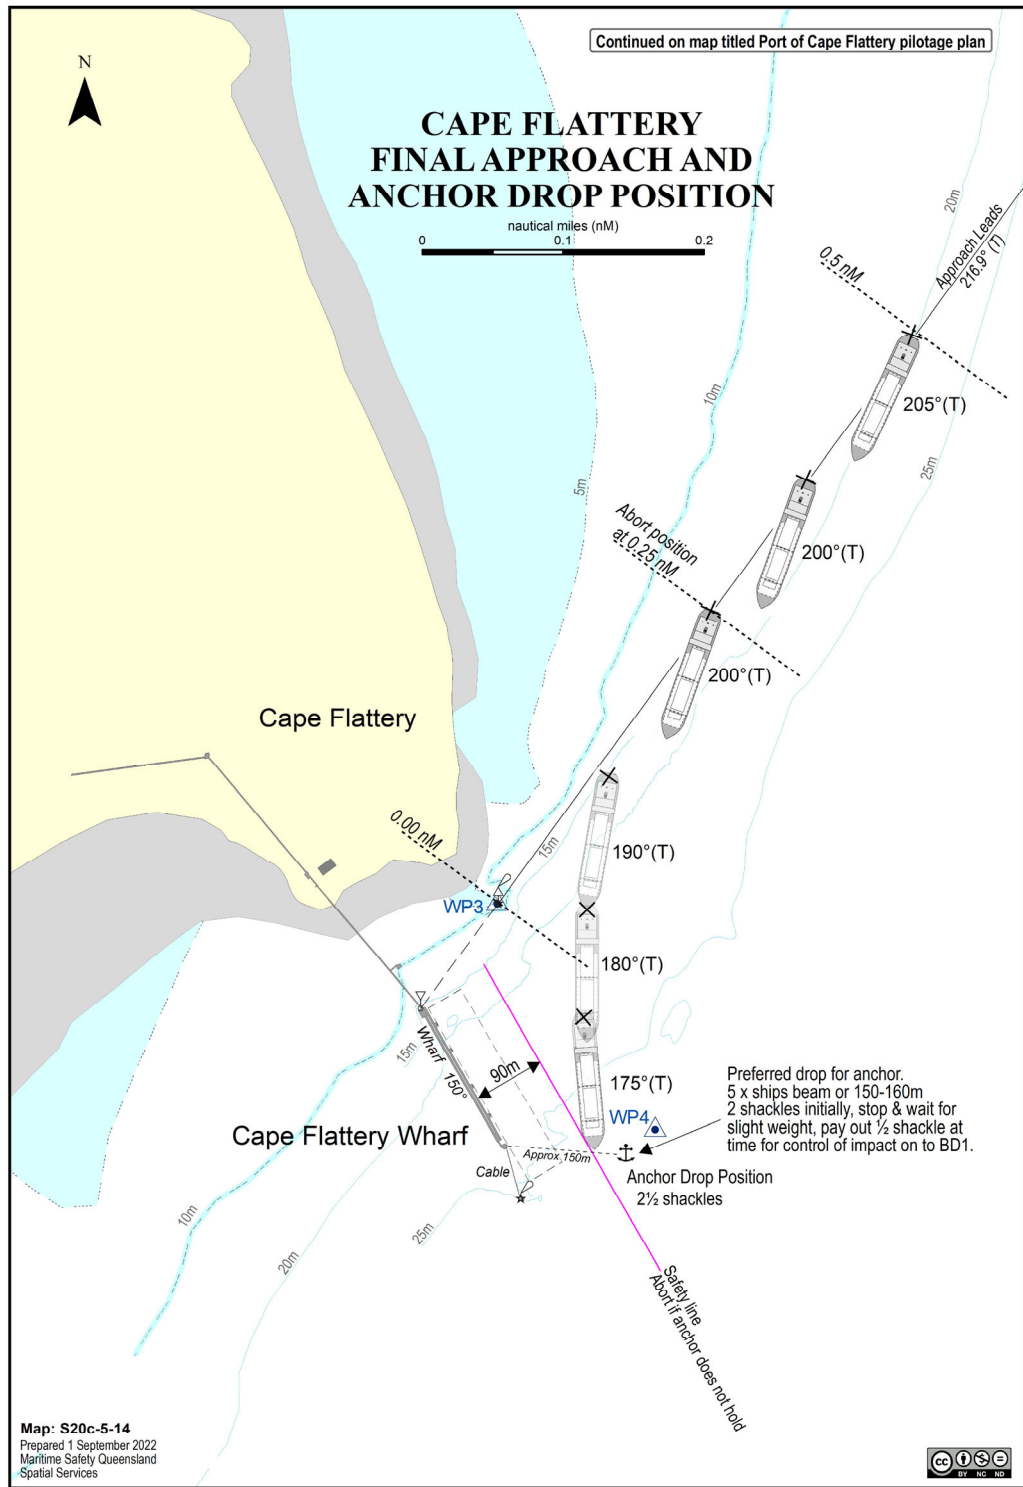 Continued on map titled Port of Cape Flattery pilotage plan
N
CAPE FLATTERY
FINAL APPROACH AND
ANCHOR DROP POSITION
nautical miles (nM)
0 0.1 0.2
20m
Approach Leads
216.9° (T)
0.5 nM
10m
205°(T)
25m
5m
Abort position
at 0.25 nM
200°(T)
200°(T)
Cape Flattery
0.00 nM
15m
190°(T)
WP3
180°(T)
15m
Wharf 150°
90m
175°(T)
Preferred drop for anchor.
5 x ships beam or 150-160m
2 shackles initially, stop & wait for
slight weight, pay out ½ shackle at
time for control of impact on to BD1.
WP4
Cape Flattery Wharf
Approx 150m
Cable
Anchor Drop Position
2½ shackles
10m
20m
25m
Safety line
Abort if anchor does not hold
Map: S20c-5-14
Prepared 1 September 2022
Maritime Safety Queensland
Spatial Services
cc
BY NC ND